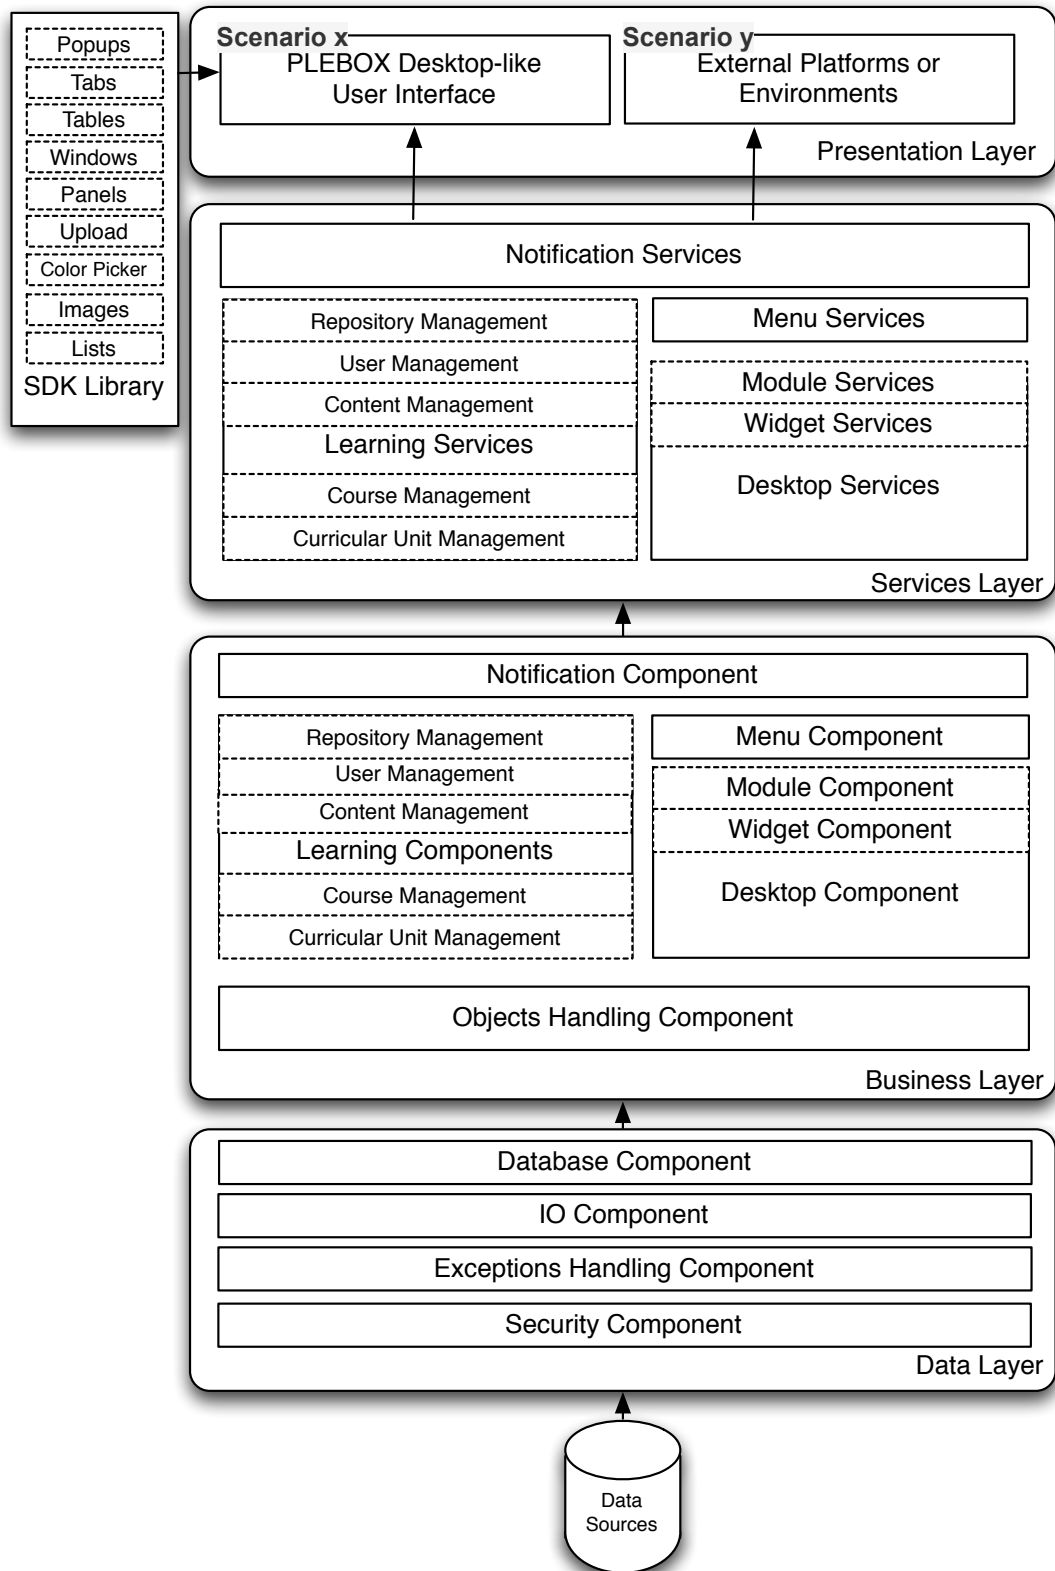 Popups
Tabs
Tables
Windows
Panels
Upload
Color Picker
Images
Lists
SDK Library
Scenario x
PLEBOX Desktop-like
User Interface
Scenario y
External Platforms or
Environments
Presentation Layer
Notification Services
Repository Management
User Management
Content Management
Learning Services
Course Management
Curricular Unit Management
Menu Services
Module Services
Widget Services
Desktop Services
Services Layer
Notification Component
Repository Management
User Management
Content Management
Learning Components
Course Management
Curricular Unit Management
Menu Component
Module Component
Widget Component
Desktop Component
Objects Handling Component
Business Layer
Database Component
IO Component
Exceptions Handling Component
Security Component
Data Layer
Data
Sources